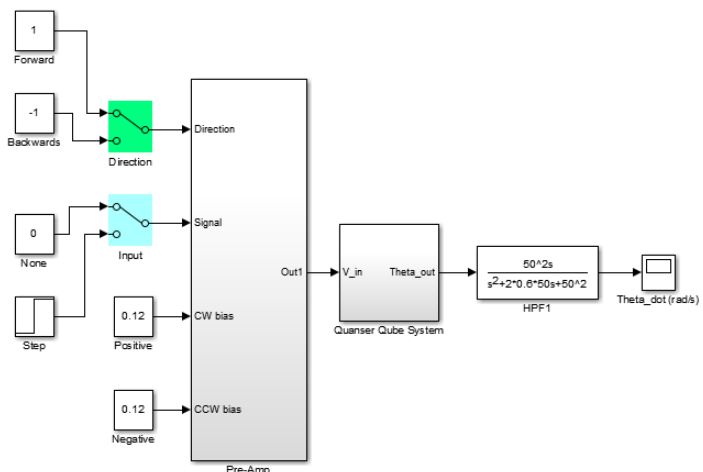 1
Forward
-1
Backwards
Direction
Direction
0
None
Input
Signal
Step
0.12
Positive
CW bias
0.12
Negative
CCW bias
Out1
Pre-Amp
V_in
Theta_out
Quanser Qube System
50^2s
s^2+2*0.6*50s+50^2
HPF1
Theta_dot (rad/s)